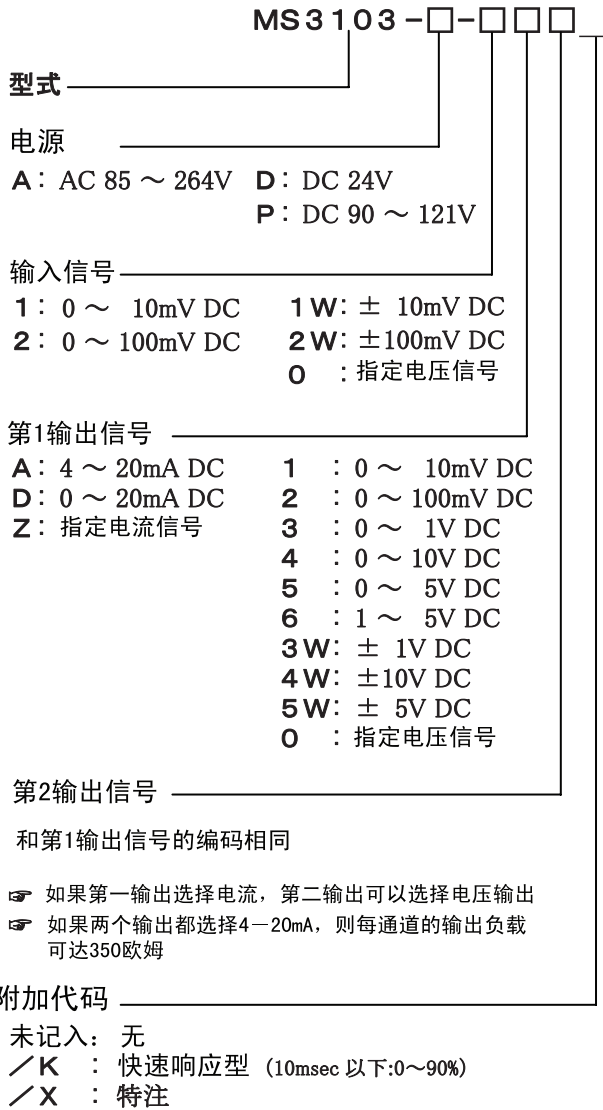 MS3103-□-□□□
型式
电源
A: AC 85 ～ 264V D: DC 24V
P: DC 90 ～ 121V
输入信号
1: 0 ～ 10mV DC 1W: ± 10mV DC
2: 0 ～ 100mV DC 2W: ±100mV DC
0 : 指定电压信号
第1输出信号
A: 4 ～ 20mA DC 1 : 0 ～ 10mV DC
D: 0 ～ 20mA DC 2 : 0 ～ 100mV DC
Z: 指定电流信号 3 : 0 ～ 1V DC
4 : 0 ～ 10V DC
5 : 0 ～ 5V DC
6 : 1 ～ 5V DC
3W: ± 1V DC
4W: ±10V DC
5W: ± 5V DC
0 : 指定电压信号
第2输出信号
和第1输出信号的编码相同
☞ 如果第一输出选择电流，第二输出可以选择电压输出
☞ 如果两个输出都选择4－20mA，则每通道的输出负载
可达350欧姆
附加代码
未记入：无
／K : 快速响应型 (10msec 以下:0～90%)
／X : 特注